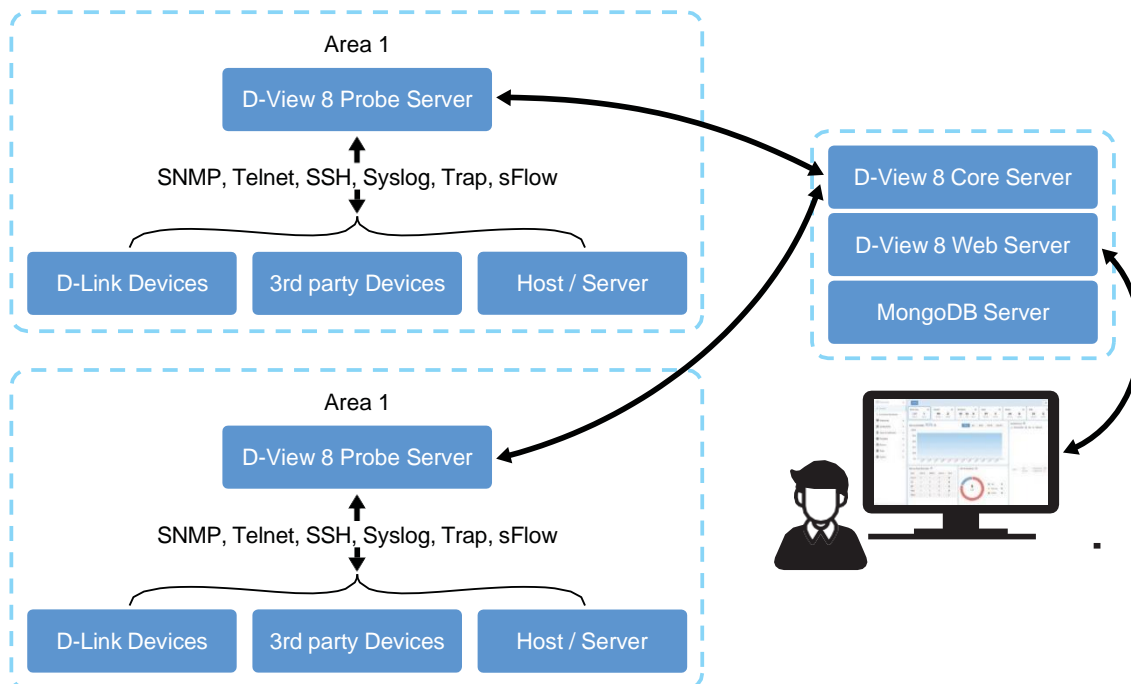 Area 1
D-View 8 Probe Server
SNMP, Telnet, SSH, Syslog, Trap, sFlow
D-Link Devices
3rd party Devices
Host / Server
D-View 8 Core Server
D-View 8 Web Server
MongoDB Server
Area 1
D-View 8 Probe Server
SNMP, Telnet, SSH, Syslog, Trap, sFlow
D-Link Devices
3rd party Devices
Host / Server